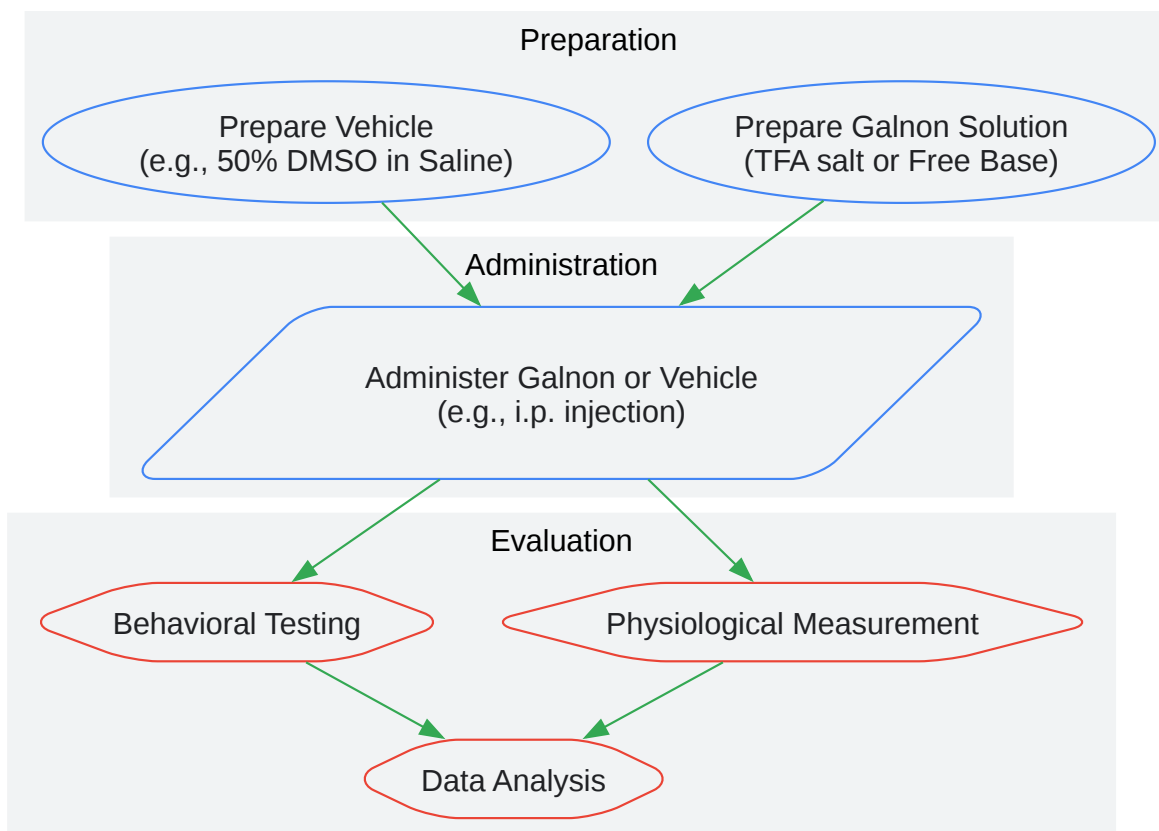 Preparation
Prepare Vehicle
(e.g., 50% DMSO in Saline)
Prepare Galnon Solution
(TFA salt or Free Base)
Administration
Administer Galnon or Vehicle
(e.g., i.p. injection)
Evaluation
Behavioral Testing
Physiological Measurement
Data Analysis